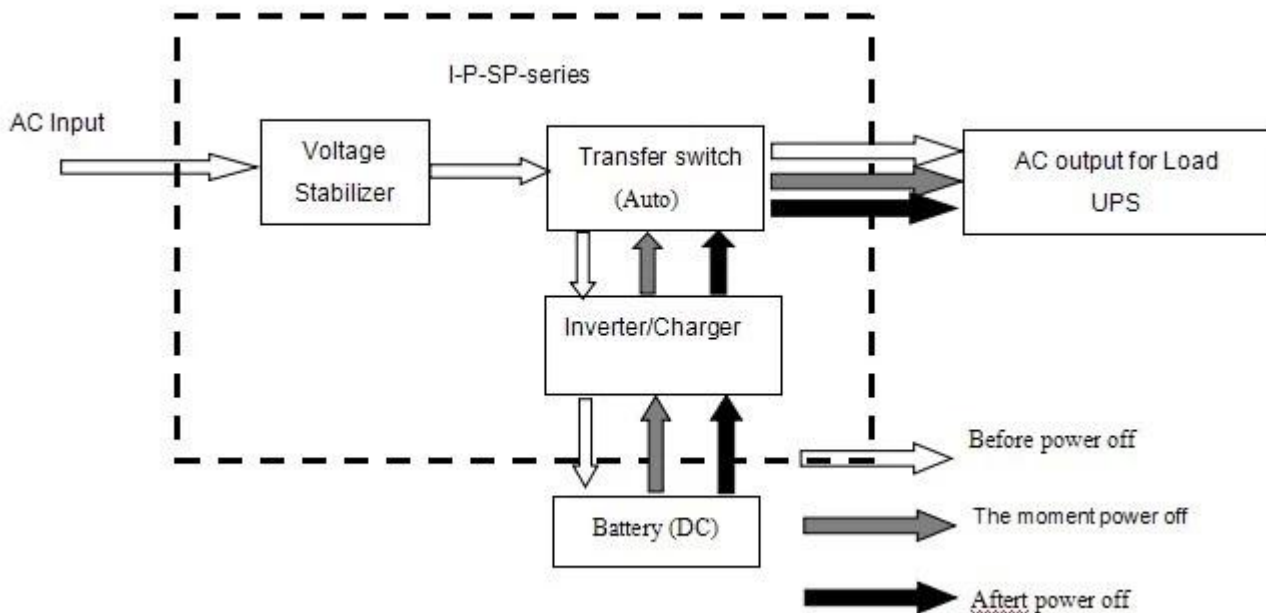 I-P-SP-series
AC Input
Voltage
Stabilizer
Transfer switch
(Auto)
AC output for Load
UPS
Inverter/Charger
Battery (DC)
Before power off
The moment power off
Aftert power off